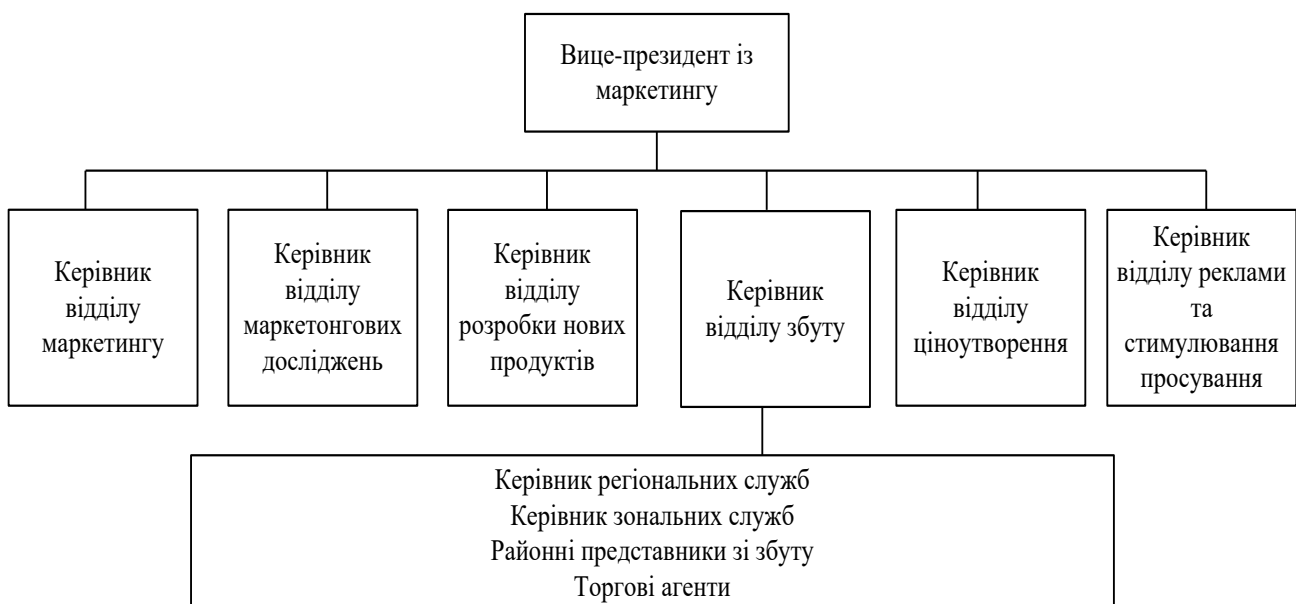 Вице-президент із
маркетингу
Керівник
відділу
маркетингу
Керівник
відділу
маркетонгових
досліджень
Керівник
відділу
розробки нових
продуктів
Керівник
відділу збуту
Керівник
відділу
ціноутворення
Керівник
відділу реклами
та
стимулювання
просування
Керівник регіональних служб
Керівник зональних служб
Районні представники зі збуту
Торгові агенти